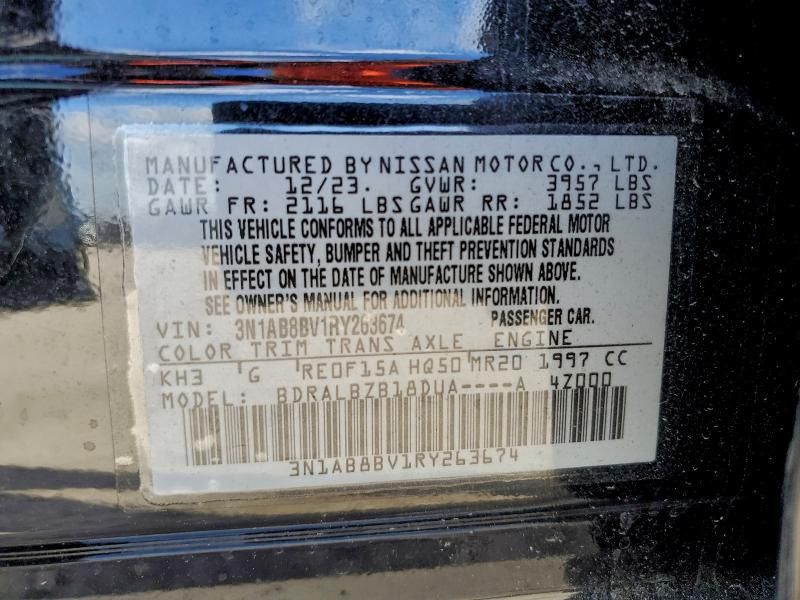 MANUFACTURED BY NISSAN MOTOR CO., LTD.
DATE: 12/23. GVWR: 3957 LBS
GAWR FR: 2116 LBS GAWR RR: 1852 LBS
THIS VEHICLE CONFORMS TO ALL APPLICABLE FEDERAL MOTOR
VEHICLE SAFETY, BUMPER AND THEFT PREVENTION STANDARDS
IN EFFECT ON THE DATE OF MANUFACTURE SHOWN ABOVE.
SEE OWNER'S MANUAL FOR ADDITIONAL INFORMATION.
VIN: 3N1AB8BV1RY263674 PASSENGER CAR.
COLOR TRIM TRANS AXLE ENGINE
KH3 G RE0F15A HQ50 MR20 1997 CC
MODEL: BDRALBZB18DUA----A 4Z000
3N1AB8BV1RY263674